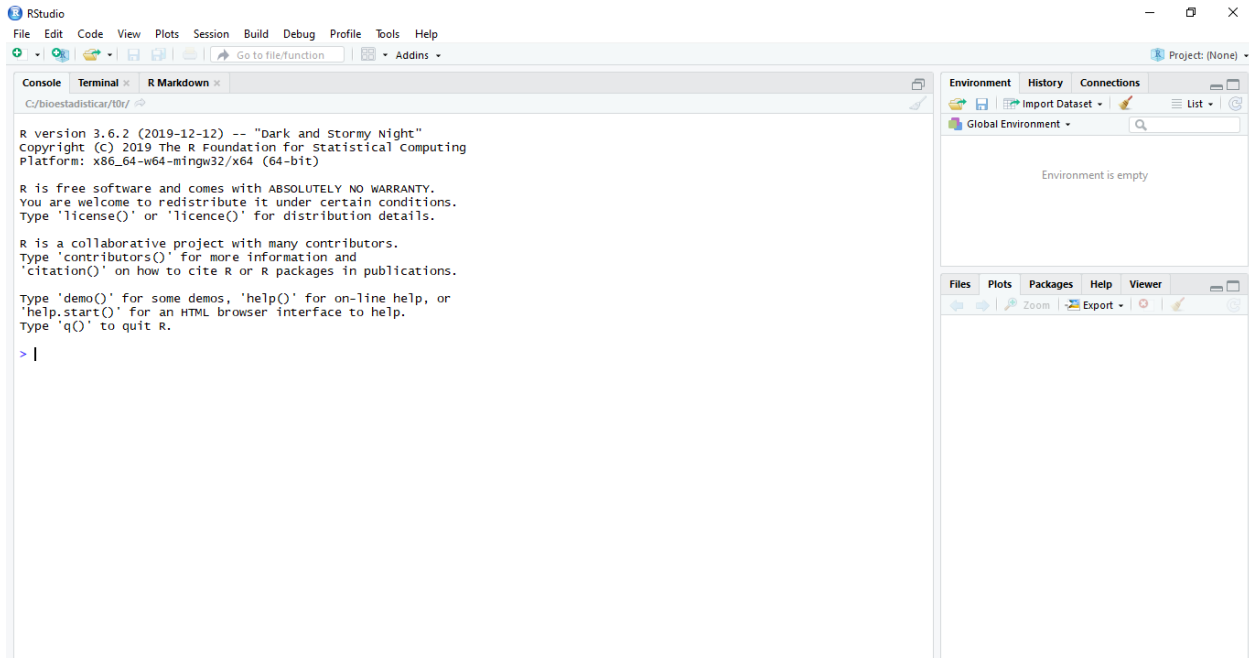 RStudio
File Edit Code View Plots Session Build Debug Profile Tools Help
Go to file/function Addins Project: (None)
Console Terminal R Markdown
C:/bioestadisticar/t0r/
R version 3.6.2 (2019-12-12) -- "Dark and Stormy Night"
Copyright (C) 2019 The R Foundation for Statistical Computing
Platform: x86_64-w64-mingw32/x64 (64-bit)
R is free software and comes with ABSOLUTELY NO WARRANTY.
You are welcome to redistribute it under certain conditions.
Type 'license()' or 'licence()' for distribution details.
R is a collaborative project with many contributors.
Type 'contributors()' for more information and
'citation()' on how to cite R or R packages in publications.
Type 'demo()' for some demos, 'help()' for on-line help, or
'help.start()' for an HTML browser interface to help.
Type 'q()' to quit R.
>
Environment History Connections
Import Dataset List
Global Environment
Environment is empty
Files Plots Packages Help Viewer
Zoom Export